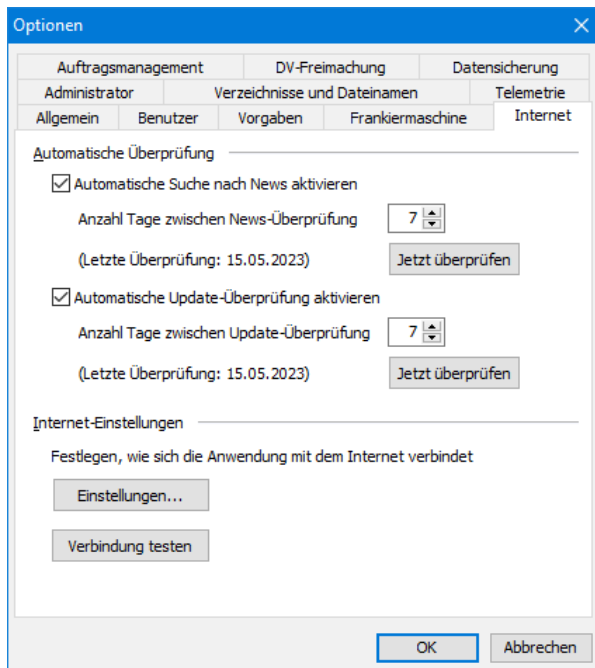 Optionen
Auftragsmanagement DV-Freimachung Datensicherung
Administrator Verzeichnisse und Dateinamen Telemetrie
Allgemein Benutzer Vorgaben Frankiermaschine Internet
Automatische Überprüfung
Automatische Suche nach News aktivieren
Anzahl Tage zwischen News-Überprüfung 7
(Letzte Überprüfung: 15.05.2023) Jetzt überprüfen
Automatische Update-Überprüfung aktivieren
Anzahl Tage zwischen Update-Überprüfung 7
(Letzte Überprüfung: 15.05.2023) Jetzt überprüfen
Internet-Einstellungen
Festlegen, wie sich die Anwendung mit dem Internet verbindet
Einstellungen...
Verbindung testen
OK Abbrechen